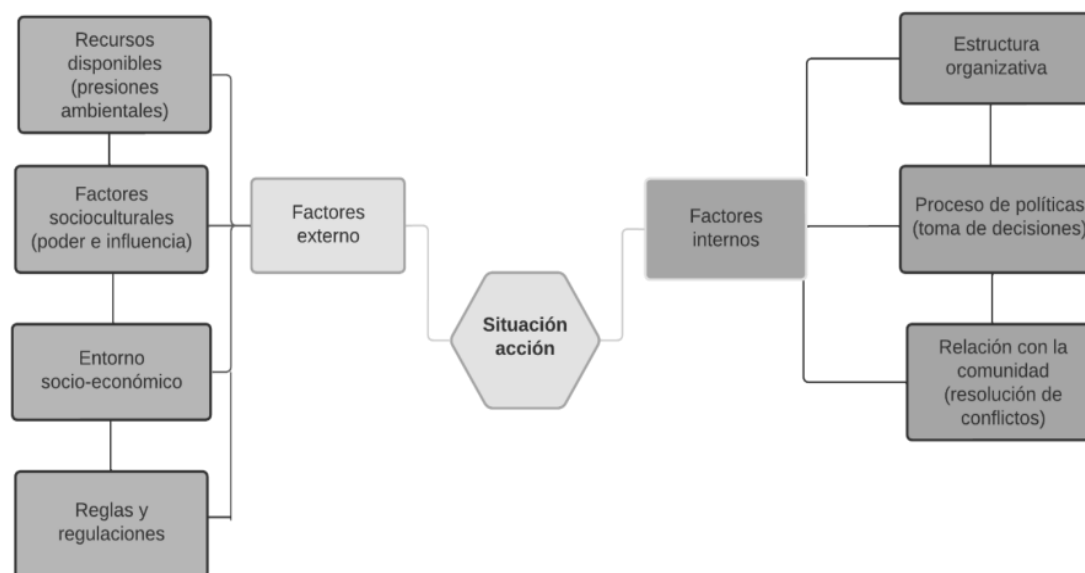 Recursos
disponibles
(presiones
ambientales)
Factores
socioculturales
(poder e influencia)
Entorno
socio-económico
Reglas y
regulaciones
Factores
externo
Situación
acción
Factores
internos
Estructura
organizativa
Proceso de políticas
(toma de decisiones)
Relación con la
comunidad
(resolución de
conflictos)